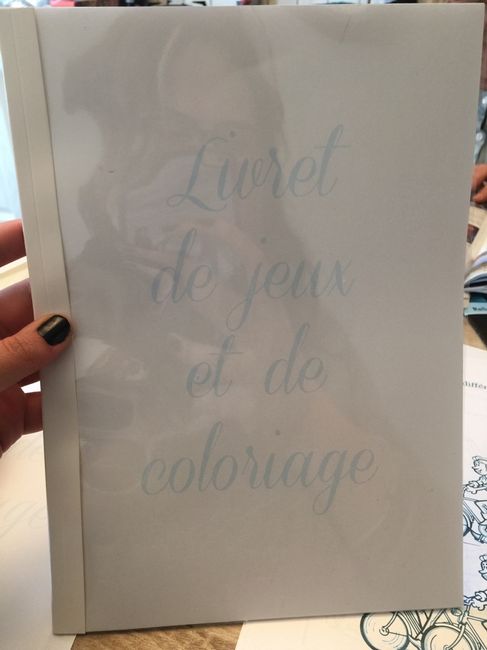 Livret
de jeux
et de
coloriage